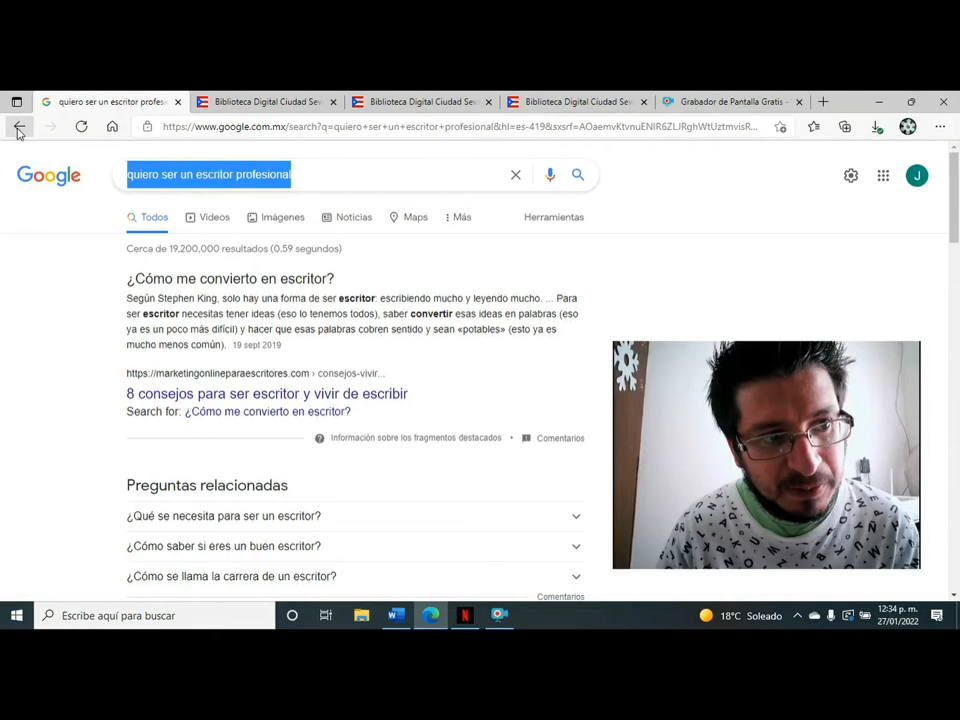 quiero ser un escritor profesi...
Biblioteca Digital Ciudad Sev
Biblioteca Digital Ciudad Sev
Biblioteca Digital Ciudad Sev
Grabador de Pantalla Gratis -
https://www.google.com.mx/search?q=quiero+ser+un+escritor+profesional&hl=es-419&sxsrf=
Google
quiero ser un escritor profesional
J
Todos
Videos
Imágenes
Noticias
Maps
Más
Herramientas
Cerca de 19,200,000 resultados (0.59 segundos)
¿Cómo me convierto en escritor?
Según Stephen King, solo hay una forma de ser escritor: escribiendo mucho y leyendo mucho. ... Para
ser escritor necesitas tener ideas (eso lo tenemos todos), saber convertir esas ideas en palabras (eso
ya es un poco más difícil) y hacer que esas palabras cobren sentido y sean «potables» (esto ya es
mucho menos común). 19 sept 2019
https://marketingonlineparaescritores.com › consejos-vivir...
8 consejos para ser escritor y vivir de escribir
Search for: ¿Cómo me convierto en escritor?
Información sobre los fragmentos destacados • Comentarios
Preguntas relacionadas
¿Qué se necesita para ser un escritor?
¿Cómo saber si eres un buen escritor?
¿Cómo se llama la carrera de un escritor?
Comentarios
Escribe aquí para buscar
W
N
18°C Soleado
12:34 p. m.
27/01/2022